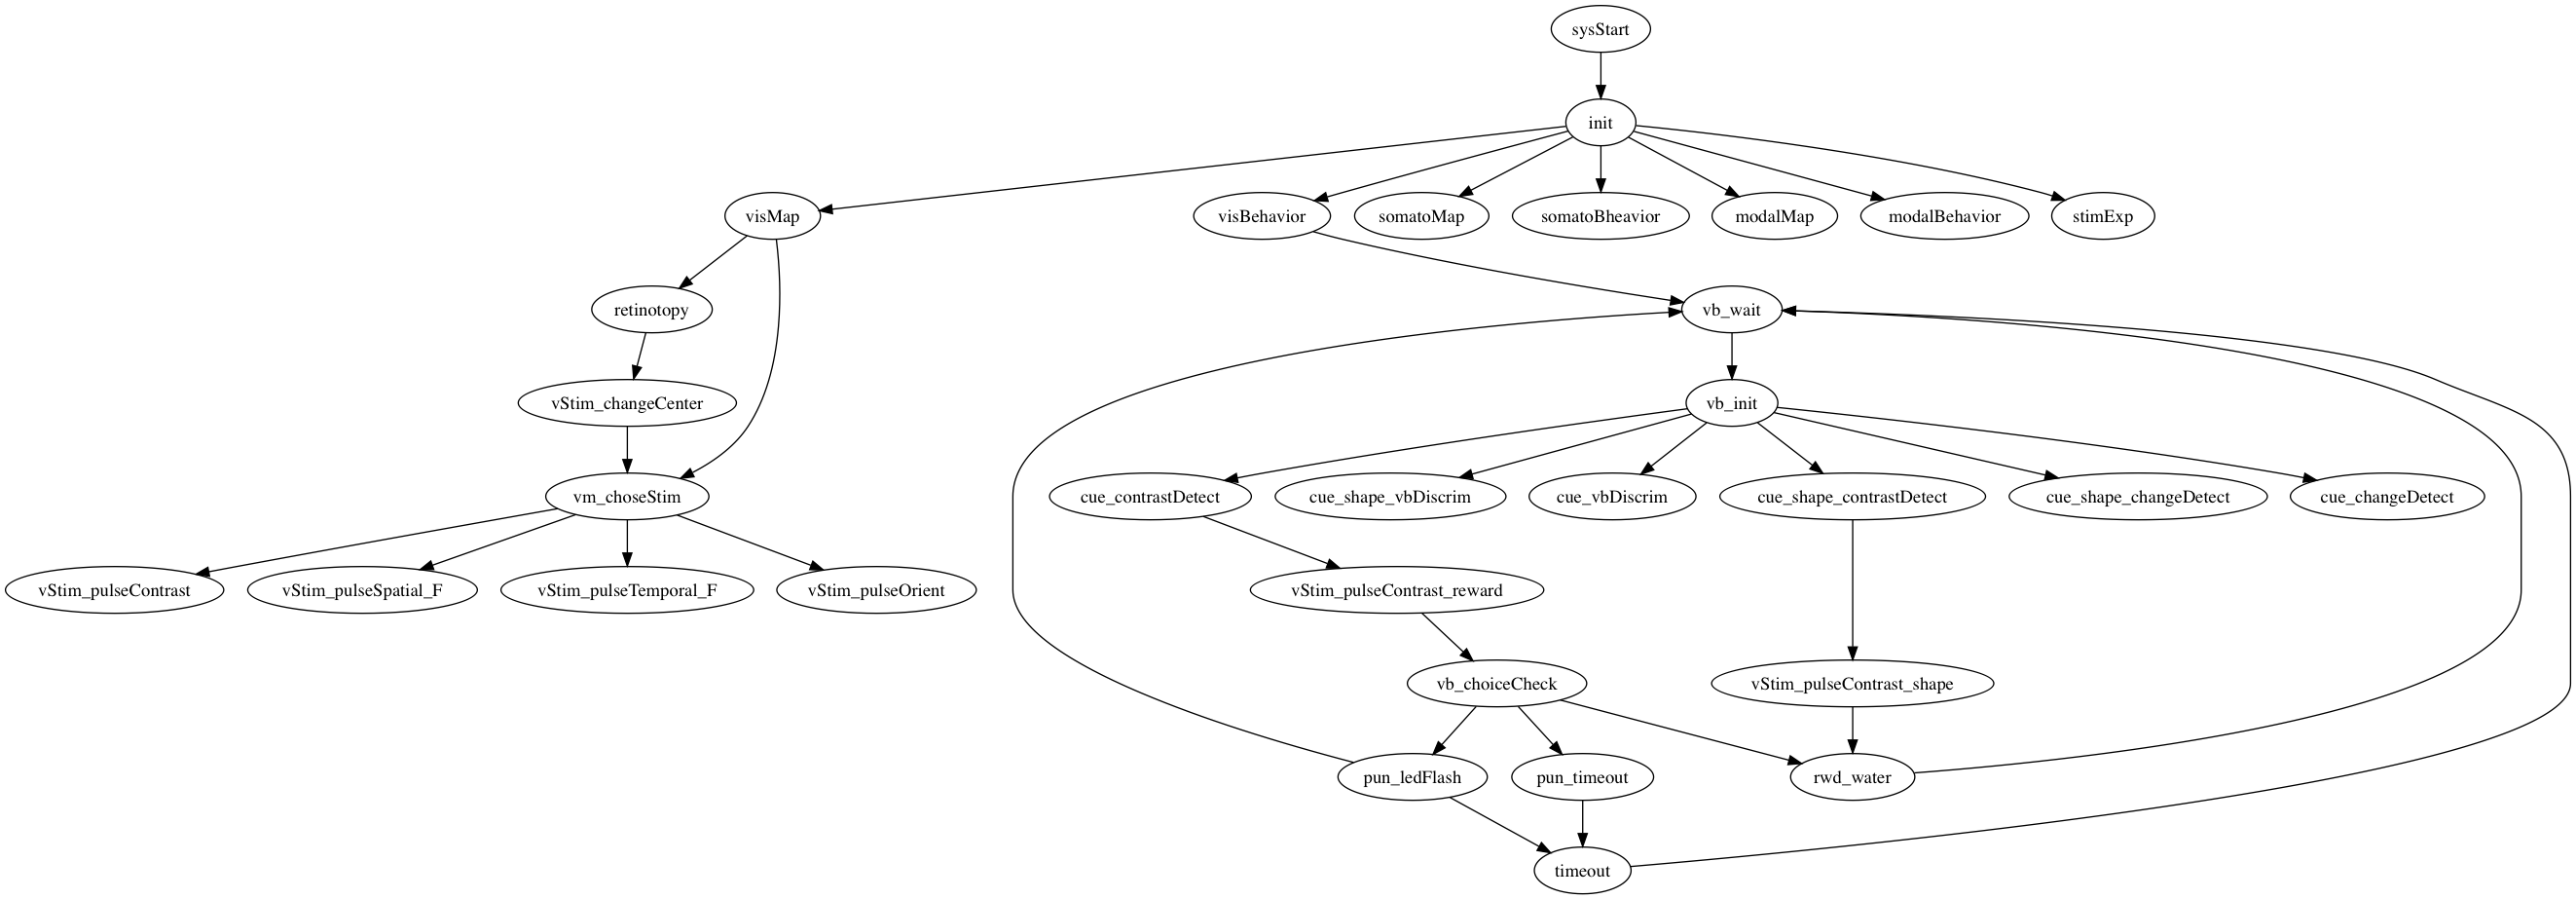 sysStart
init
visMap
visBehavior
somatoMap
somatoBheavior
modalMap
modalBehavior
stimExp
retinotopy
vb_wait
vStim_changeCenter
vb_init
vm_choseStim
cue_contrastDetect
cue_shape_vbDiscrim
cue_vbDiscrim
cue_shape_contrastDetect
cue_shape_changeDetect
cue_changeDetect
vStim_pulseContrast
vStim_pulseSpatial_F
vStim_pulseTemporal_F
vStim_pulseOrient
vStim_pulseContrast_reward
vb_choiceCheck
vStim_pulseContrast_shape
pun_ledFlash
pun_timeout
rwd_water
timeout